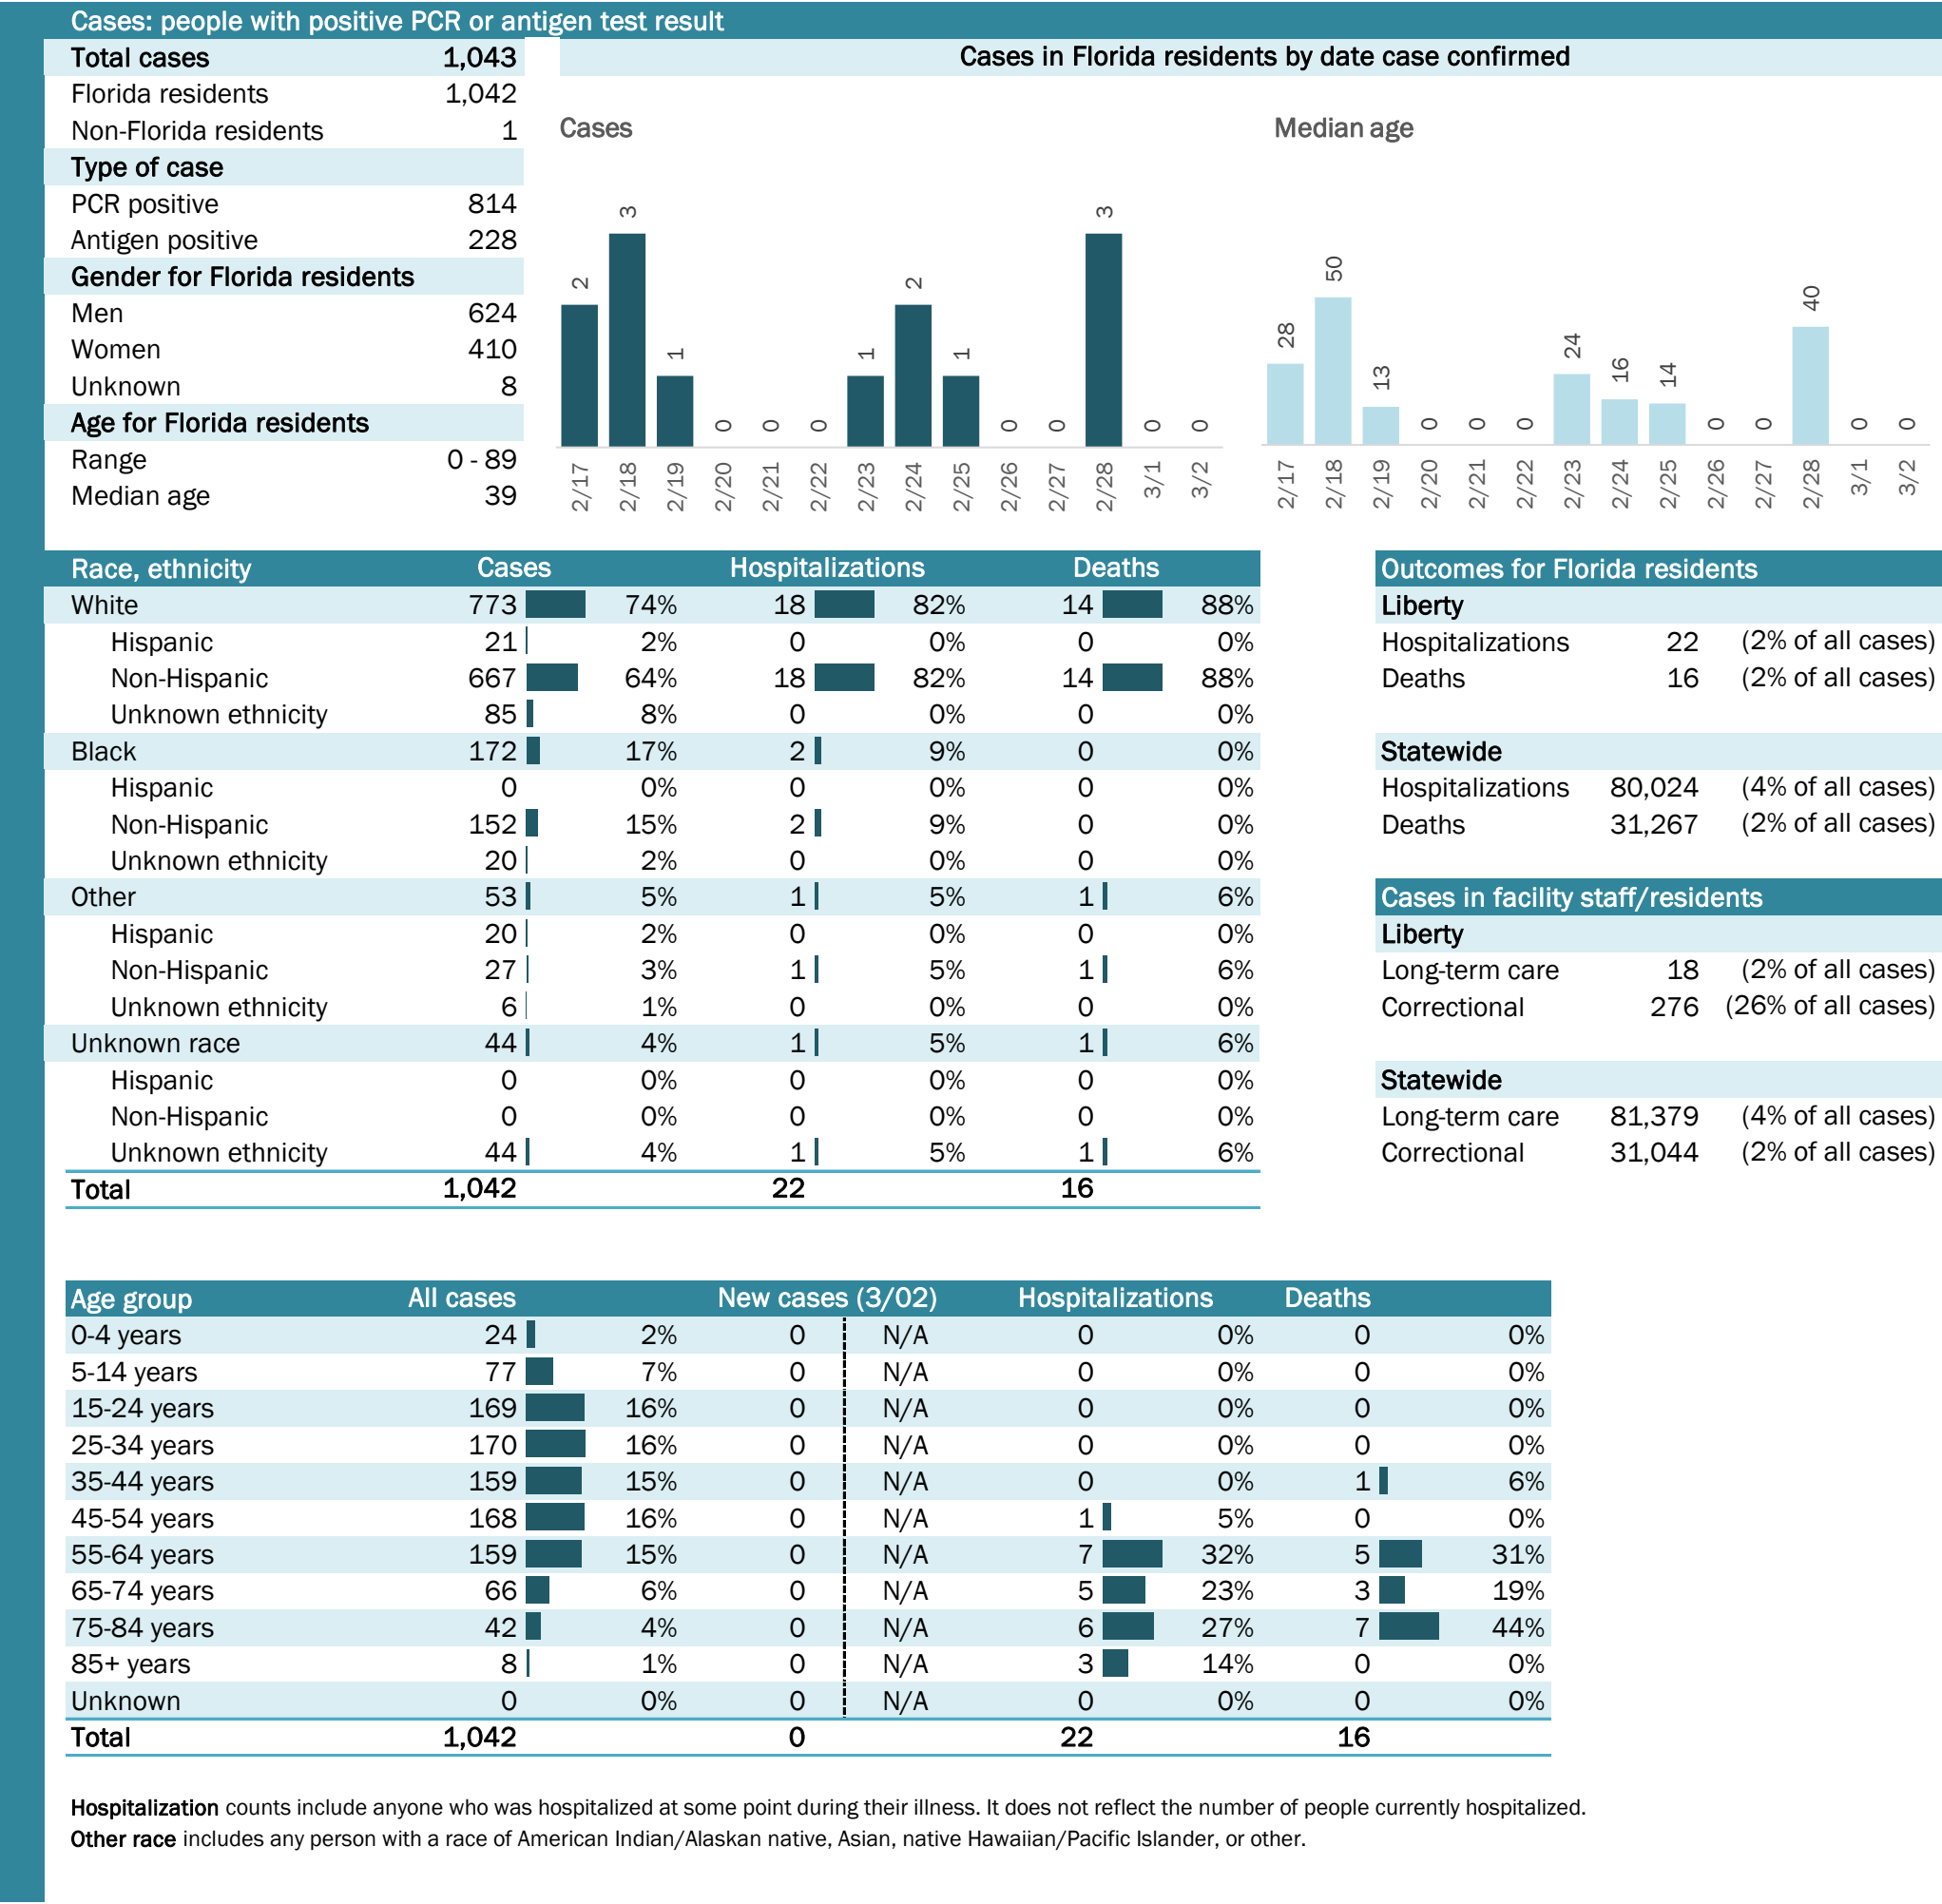 Cases: people with positive PCR or antigen test result
Total cases 1,043
Florida residents 1,042
Non-Florida residents 1
Type of case
PCR positive 814
Antigen positive 228
Gender for Florida residents
Men 624
Women 410
Unknown 8
Age for Florida residents
Range 0 - 89
Median age 39
Cases in Florida residents by date case confirmed
Cases
2 3 1 0 0 0 1 2 1 0 0 3 0 0
2/17 2/18 2/19 2/20 2/21 2/22 2/23 2/24 2/25 2/26 2/27 2/28 3/1 3/2
Median age
28 50 13 0 0 0 24 16 14 0 0 40 0 0
2/17 2/18 2/19 2/20 2/21 2/22 2/23 2/24 2/25 2/26 2/27 2/28 3/1 3/2
Race, ethnicity Cases Hospitalizations Deaths
White 773 74% 18 82% 14 88%
Hispanic 21 2% 0 0% 0 0%
Non-Hispanic 667 64% 18 82% 14 88%
Unknown ethnicity 85 8% 0 0% 0 0%
Black 172 17% 2 9% 0 0%
Hispanic 0 0% 0 0% 0 0%
Non-Hispanic 152 15% 2 9% 0 0%
Unknown ethnicity 20 2% 0 0% 0 0%
Other 53 5% 1 5% 1 6%
Hispanic 20 2% 0 0% 0 0%
Non-Hispanic 27 3% 1 5% 1 6%
Unknown ethnicity 6 1% 0 0% 0 0%
Unknown race 44 4% 1 5% 1 6%
Hispanic 0 0% 0 0% 0 0%
Non-Hispanic 0 0% 0 0% 0 0%
Unknown ethnicity 44 4% 1 5% 1 6%
Total 1,042 22 16
Outcomes for Florida residents
Liberty
Hospitalizations 22 (2% of all cases)
Deaths 16 (2% of all cases)
Statewide
Hospitalizations 80,024 (4% of all cases)
Deaths 31,267 (2% of all cases)
Cases in facility staff/residents
Liberty
Long-term care 18 (2% of all cases)
Correctional 276 (26% of all cases)
Statewide
Long-term care 81,379 (4% of all cases)
Correctional 31,044 (2% of all cases)
Age group All cases New cases (3/02) Hospitalizations Deaths
0-4 years 24 2% 0 N/A 0 0% 0 0%
5-14 years 77 7% 0 N/A 0 0% 0 0%
15-24 years 169 16% 0 N/A 0 0% 0 0%
25-34 years 170 16% 0 N/A 0 0% 0 0%
35-44 years 159 15% 0 N/A 0 0% 1 6%
45-54 years 168 16% 0 N/A 1 5% 0 0%
55-64 years 159 15% 0 N/A 7 32% 5 31%
65-74 years 66 6% 0 N/A 5 23% 3 19%
75-84 years 42 4% 0 N/A 6 27% 7 44%
85+ years 8 1% 0 N/A 3 14% 0 0%
Unknown 0 0% 0 N/A 0 0% 0 0%
Total 1,042 0 22 16
Hospitalization counts include anyone who was hospitalized at some point during their illness. It does not reflect the number of people currently hospitalized.
Other race includes any person with a race of American Indian/Alaskan native, Asian, native Hawaiian/Pacific Islander, or other.